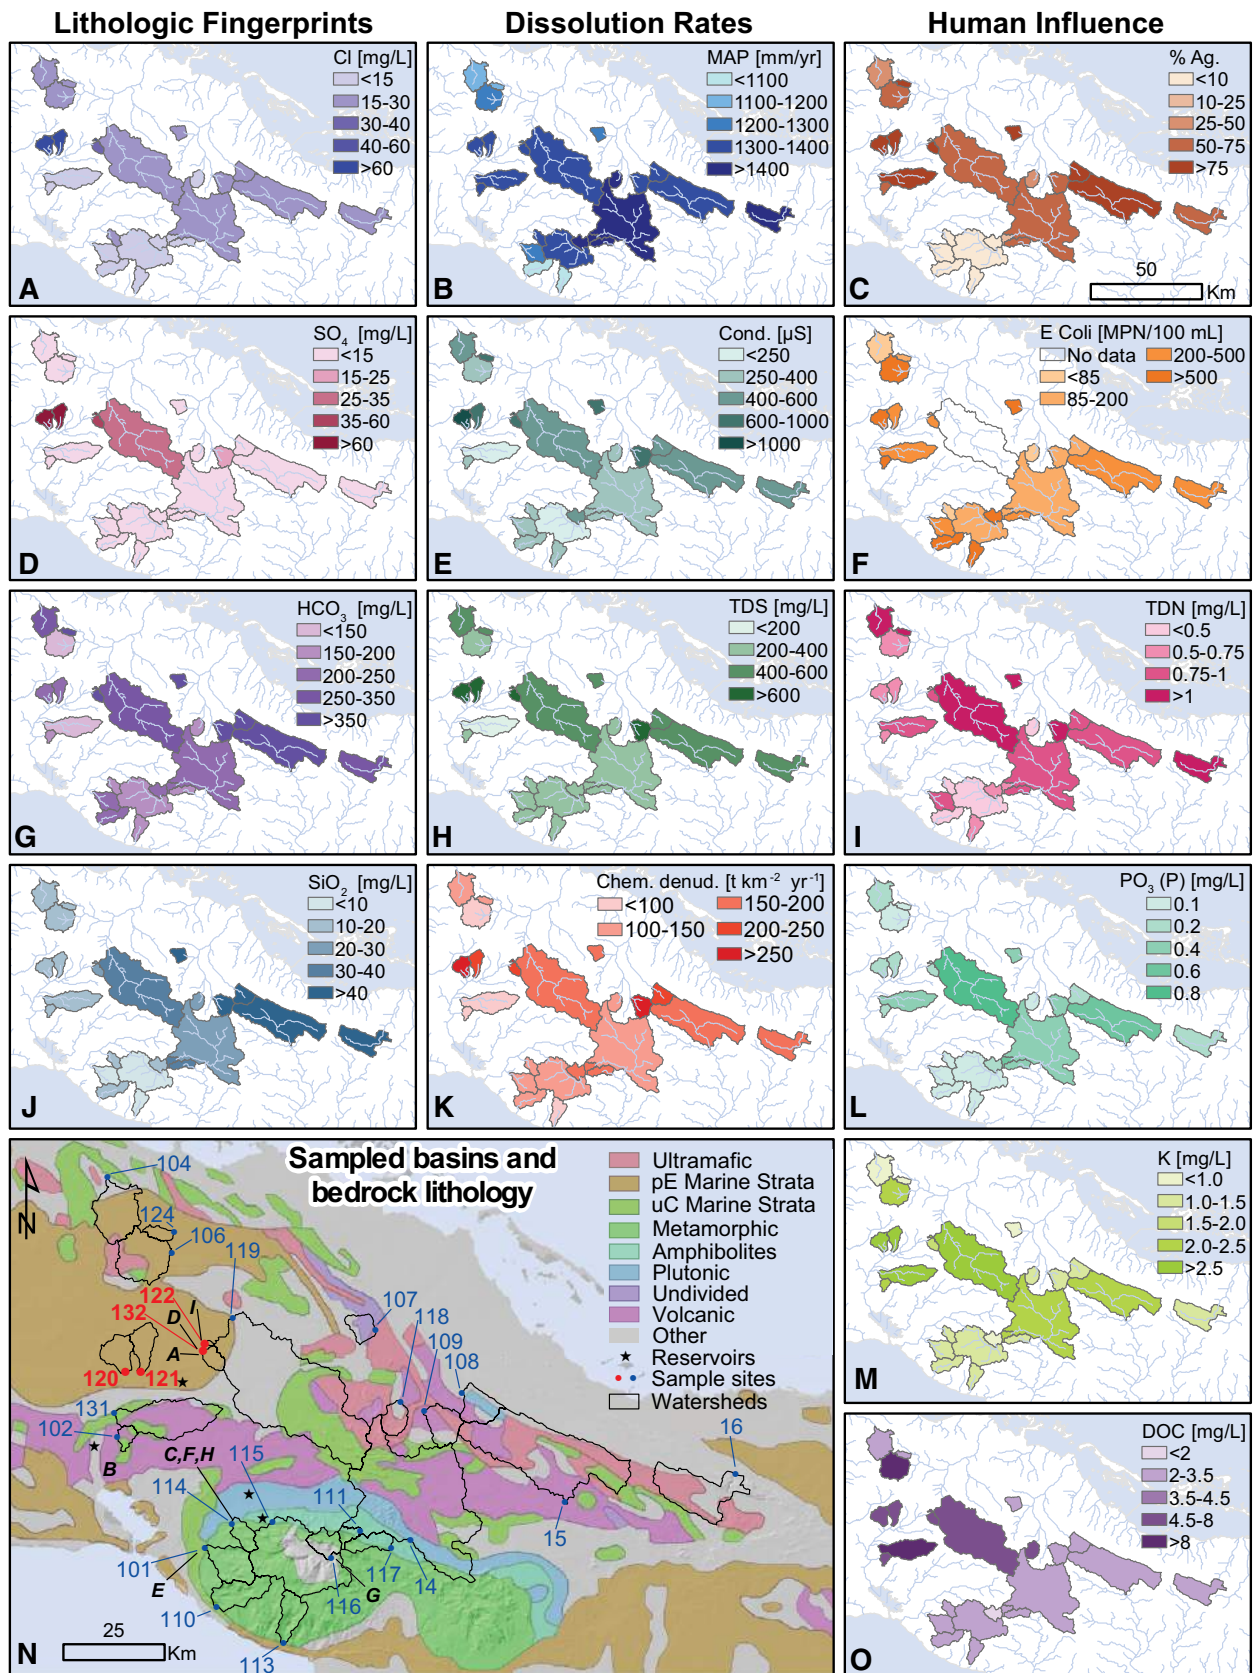 Lithologic Fingerprints
Dissolution Rates
Human Influence
Cl [mg/L]
<15
15-30
30-40
40-60
>60
A
MAP [mm/yr]
<1100
1100-1200
1200-1300
1300-1400
>1400
B
% Ag.
<10
10-25
25-50
50-75
>75
50
Km
C
SO4 [mg/L]
<15
15-25
25-35
35-60
>60
D
Cond. [µS]
<250
250-400
400-600
600-1000
>1000
E
E Coli [MPN/100 mL]
No data
<85
85-200
200-500
>500
F
HCO3 [mg/L]
<150
150-200
200-250
250-350
>350
G
TDS [mg/L]
<200
200-400
400-600
>600
H
TDN [mg/L]
<0.5
0.5-0.75
0.75-1
>1
I
SiO2 [mg/L]
<10
10-20
20-30
30-40
>40
J
Chem. denud. [t km-2 yr-1]
<100
100-150
150-200
200-250
>250
K
PO3 (P) [mg/L]
0.1
0.2
0.4
0.6
0.8
L
Sampled basins and
bedrock lithology
Ultramafic
pE Marine Strata
uC Marine Strata
Metamorphic
Amphibolites
Plutonic
Undivided
Volcanic
Other
Reservoirs
Sample sites
Watersheds
N
104
124
106
119
122
132
D
I
A
120
121
107
118
109
108
131
102
B
C,F,H
115
114
111
16
15
101
E
110
116
G
117
14
113
25
Km
N
K [mg/L]
<1.0
1.0-1.5
1.5-2.0
2.0-2.5
>2.5
M
DOC [mg/L]
<2
2-3.5
3.5-4.5
4.5-8
>8
O